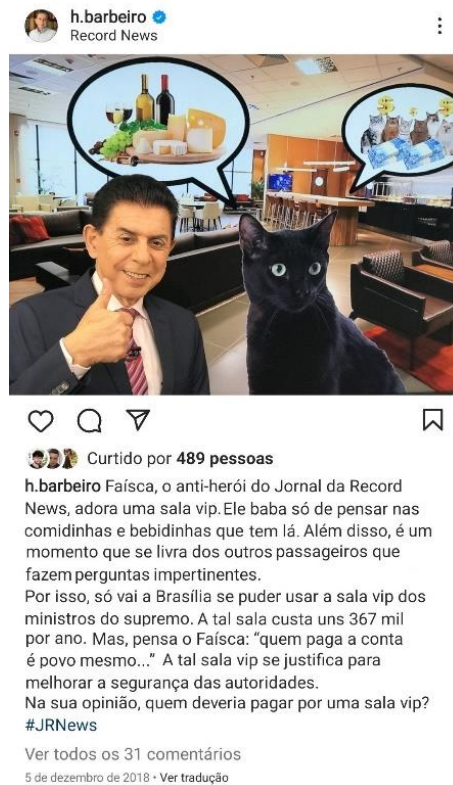 h.barbeiro
Record News
Curtido por 489 pessoas
h.barbeiro Faísca, o anti-herói do Jornal da Record
News, adora uma sala vip. Ele baba só de pensar nas
comidinhas e bebidinhas que tem lá. Além disso, é um
momento que se livra dos outros passageiros que
fazem perguntas impertinentes.
Por isso, só vai a Brasília se puder usar a sala vip dos
ministros do supremo. A tal sala custa uns 367 mil
por ano. Mas, pensa o Faísca: “quem paga a conta
é povo mesmo...” A tal sala vip se justifica para
melhorar a segurança das autoridades.
Na sua opinião, quem deveria pagar por uma sala vip?
#JRNews
Ver todos os 31 comentários
5 de dezembro de 2018 • Ver tradução